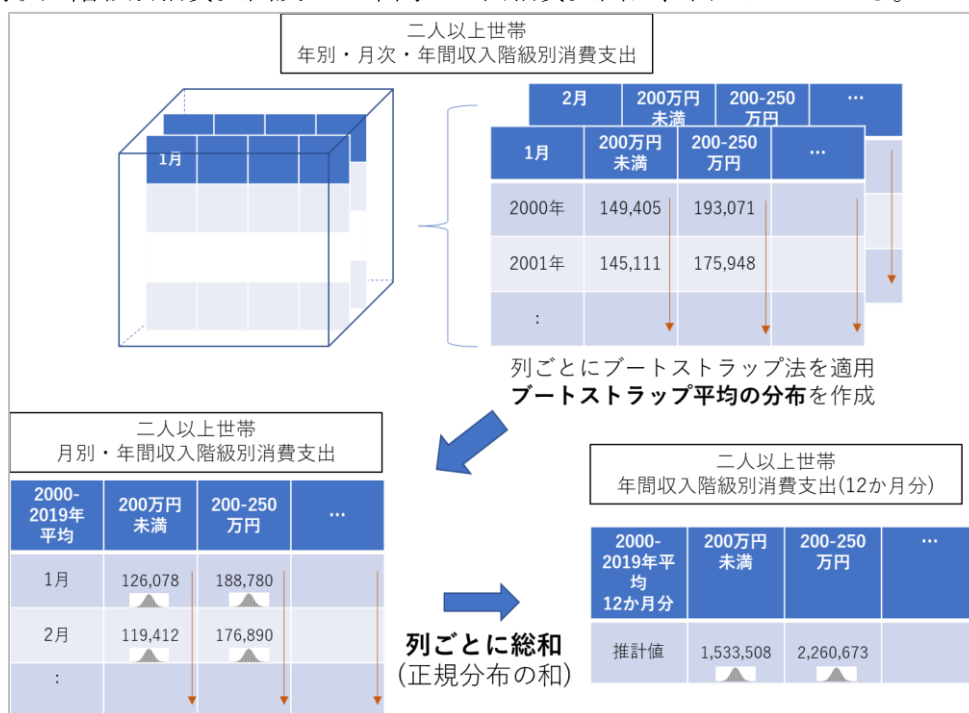 二人以上世帯
年別・月次・年間収入階級別消費支出
1月
2月
200万円
未満
200-250
万円
…
1月
200万円
未満
200-250
万円
…
2000年
149,405
193,071
2001年
145,111
175,948
:
列ごとにブートストラップ法を適用
ブートストラップ平均の分布を作成
二人以上世帯
月別・年間収入階級別消費支出
2000-
2019年
平均
200万円
未満
200-250
万円
…
1月
126,078
188,780
2月
119,412
176,890
:
列ごとに総和
(正規分布の和)
二人以上世帯
年間収入階級別消費支出(12か月分)
2000-
2019年平
均
12か月分
200万円
未満
200-250
万円
…
推計値
1,533,508
2,260,673